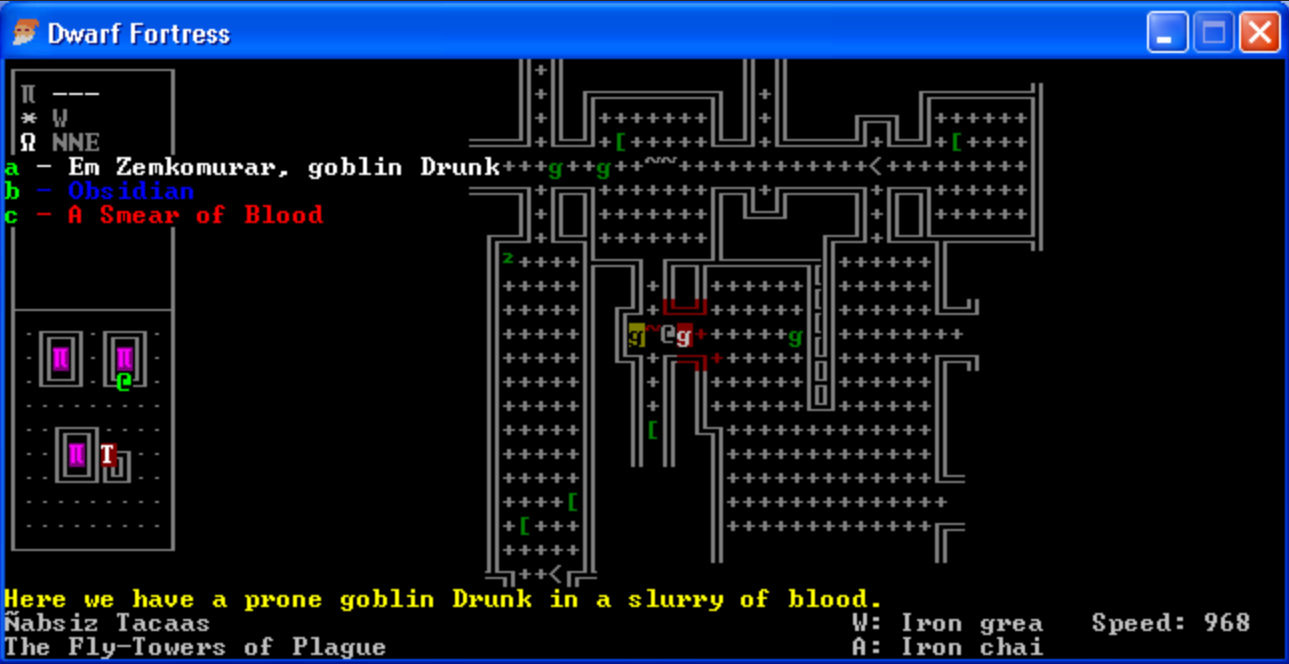 Dwarf Fortress
π ---
* W
Ω NNE
a - Em Zemkomurar, goblin Drunk
b - Obsidian
c - A Smear of Blood
Here we have a prone goblin Drunk in a slurry of blood.
Ñabsiz Tacaas
W: Iron grea Speed: 968
The Fly-Towers of Plague
A: Iron chai